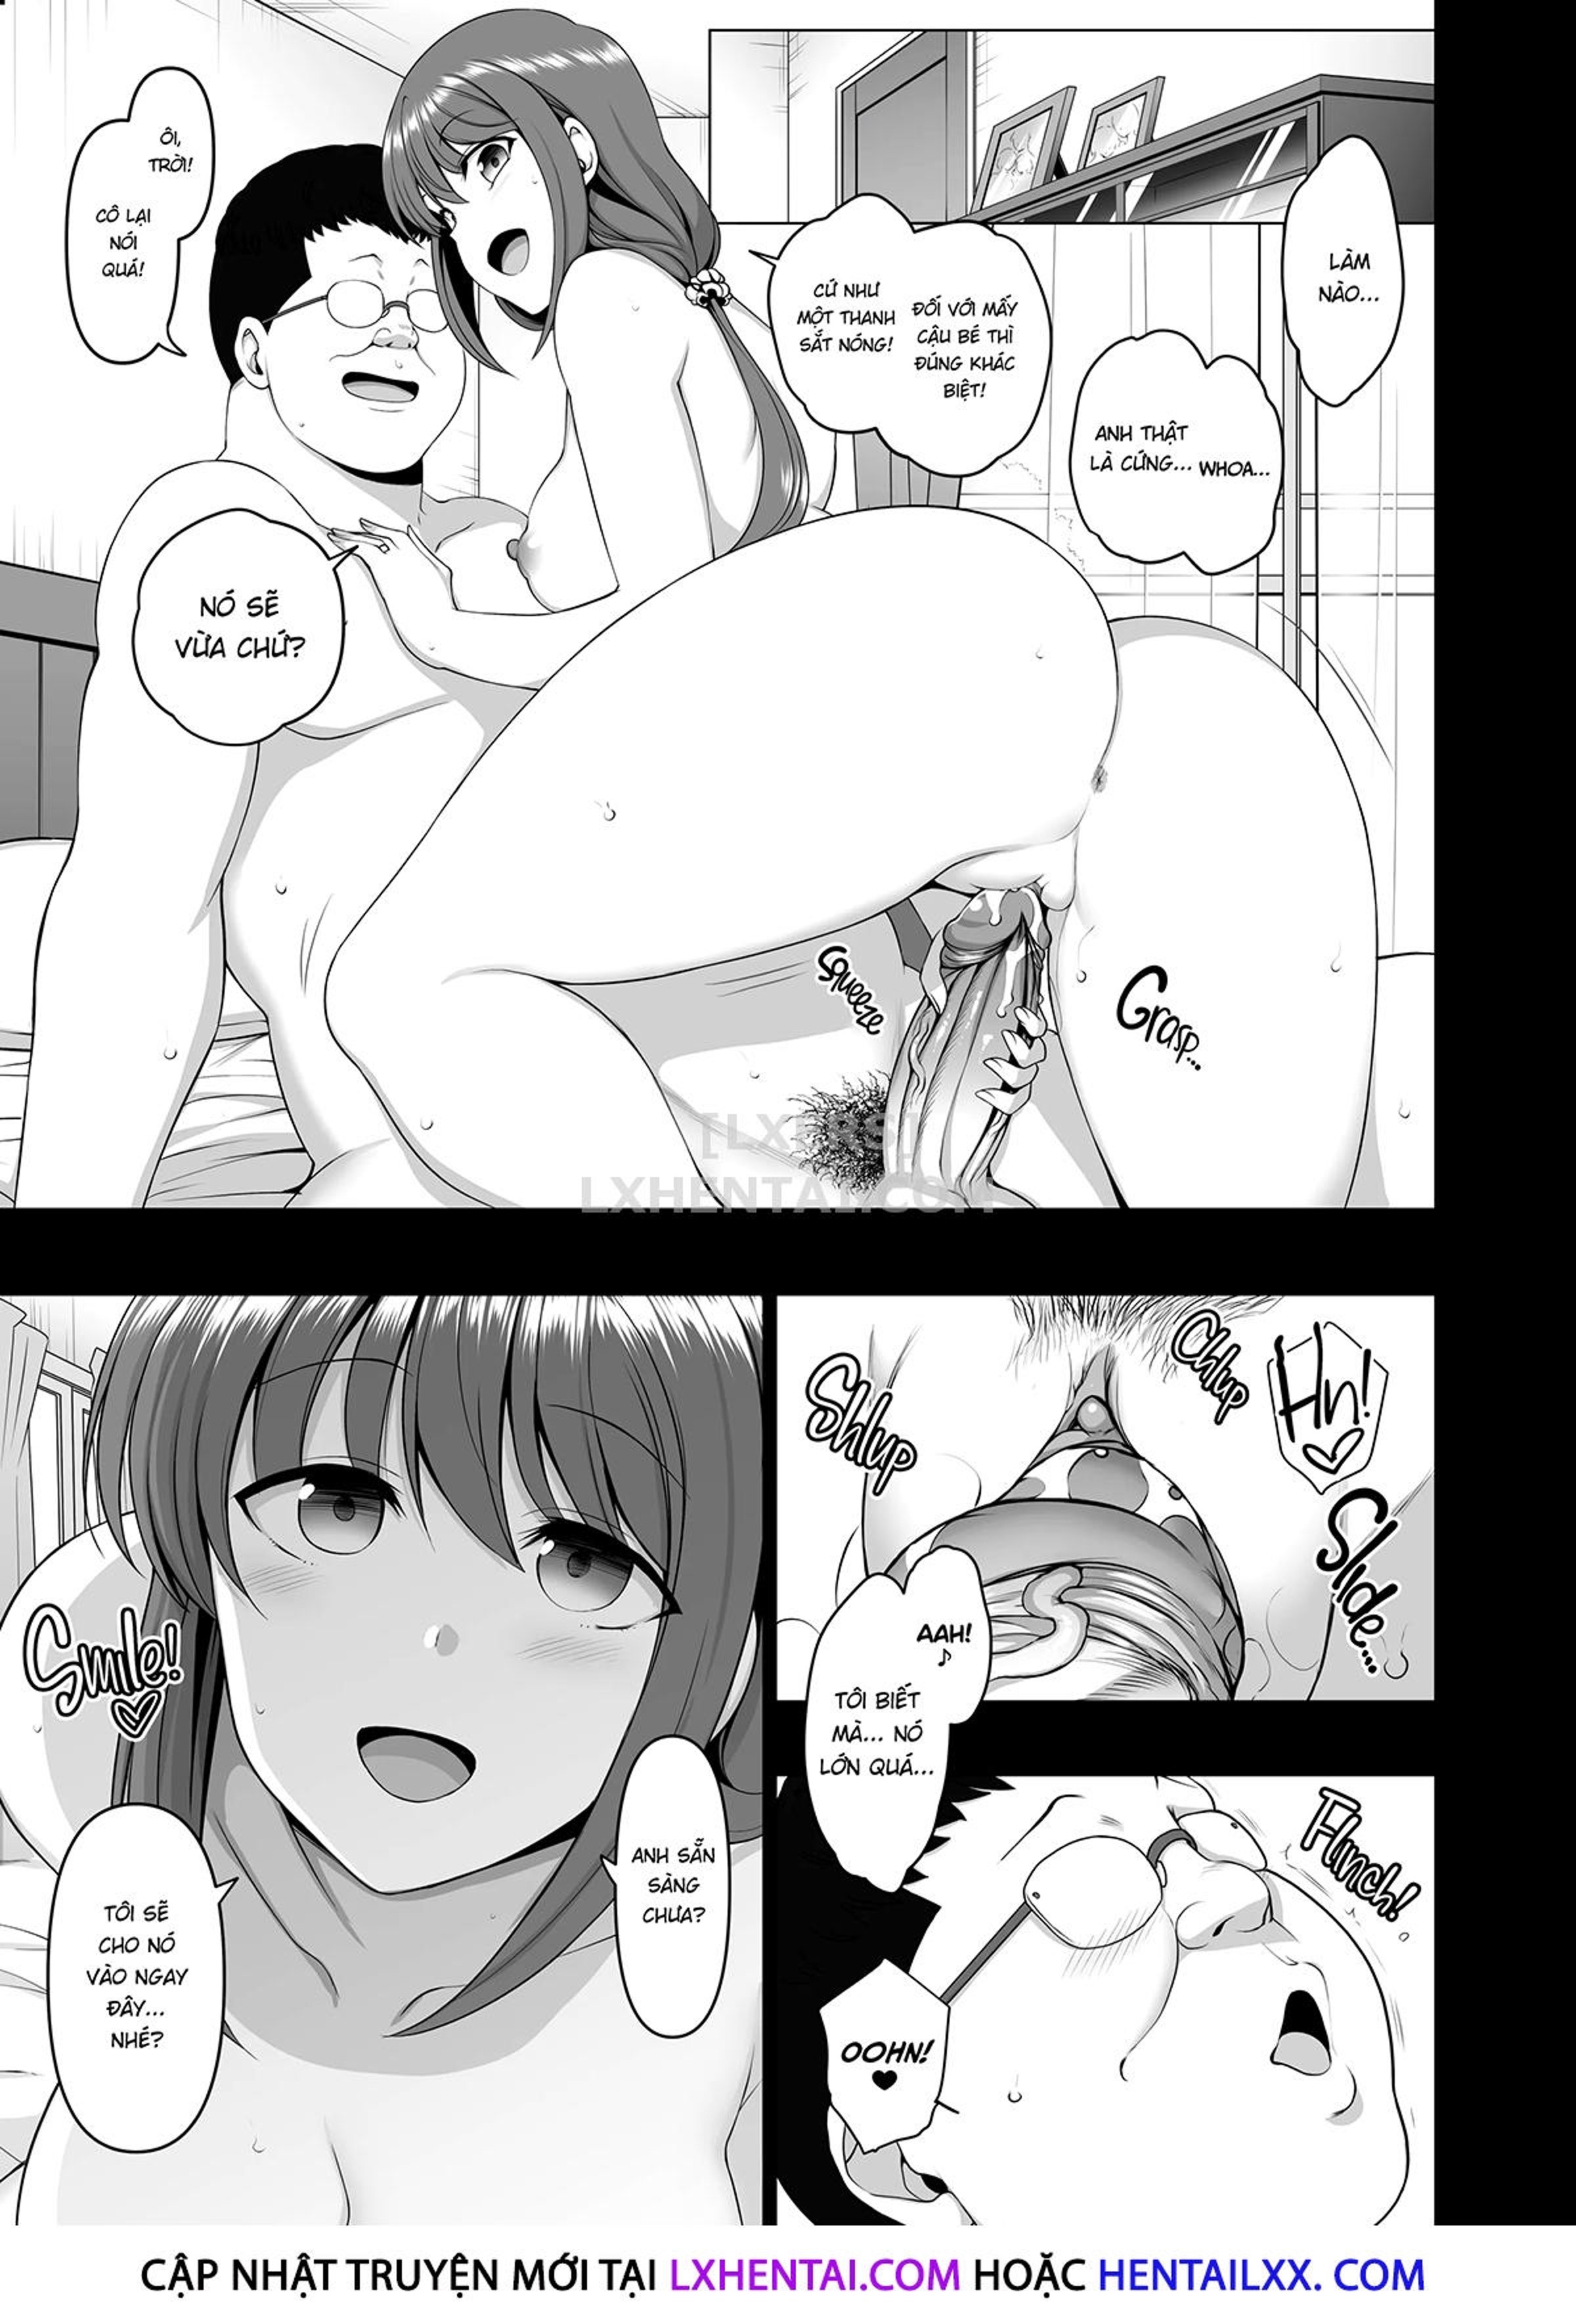 LÀM
NÀO...
ANH THẬT
LÀ CỨNG... WHOA...
ĐỐI VỚI MẤY
CẬU BÉ THÌ
ĐÚNG KHÁC
BIỆT!
CỨ NHƯ
MỘT THANH
SẮT NÓNG!
ÔI,
TRỜI!
CÔ LẠI
NÓI
QUÁ!
NÓ SẼ
VỪA CHỨ?
Squeeze
Grasp...
[LXERS]
LXHENTAI.COM
Hn!
Chlup
Shlup
Slide...
AAH!
TÔI BIẾT
MÀ... NÓ
LỚN QUÁ...
Flinch!
OOHN!
Smile!
ANH SẴN
SÀNG
CHƯA?
TÔI SẼ
CHO NÓ
VÀO NGAY
ĐÂY...
NHÉ?
CẬP NHẬT TRUYỆN MỚI TẠI LXHENTAI.COM HOẶC HENTAILXX. COM